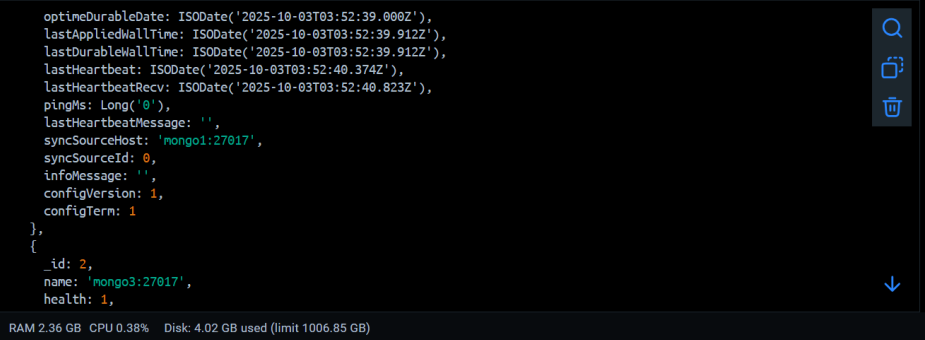 optimeDurableDate: ISODate('2025-10-03T03:52:39.000Z'),
lastAppliedWallTime: ISODate('2025-10-03T03:52:39.912Z'),
lastDurableWallTime: ISODate('2025-10-03T03:52:39.912Z'),
lastHeartbeat: ISODate('2025-10-03T03:52:40.374Z'),
lastHeartbeatRecv: ISODate('2025-10-03T03:52:40.823Z'),
pingMs: Long('0'),
lastHeartbeatMessage: '',
syncSourceHost: 'mongo1:27017',
syncSourceId: 0,
infoMessage: '',
configVersion: 1,
configTerm: 1
},
{
_id: 2,
name: 'mongo3:27017',
health: 1,
RAM 2.36 GB CPU 0.38% Disk: 4.02 GB used (limit 1006.85 GB)